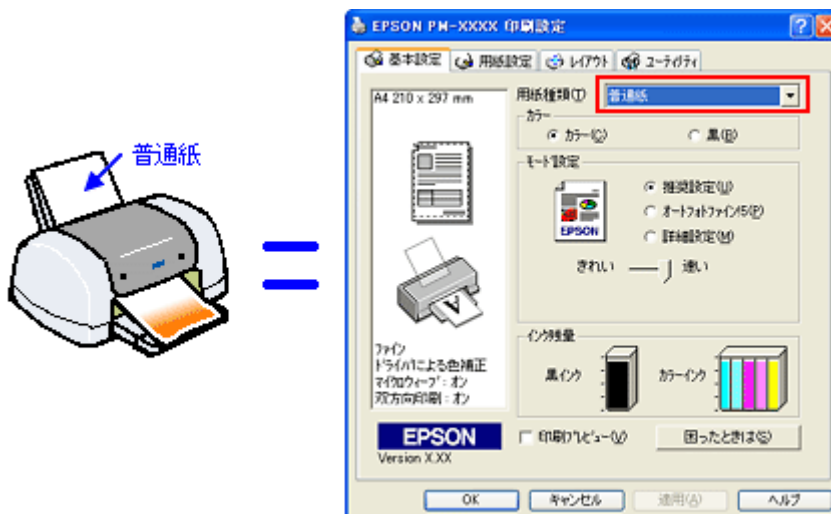 普通紙
EPSON PM-XXXX 印刷設定
基本設定
用紙設定
レイアウト
ユーティリティ
A4 210 x 297 mm
用紙種類(T)
普通紙
カラー
カラー(C)
黒(B)
モード設定
推奨設定(U)
オートフォトファイン!5(P)
詳細設定(M)
EPSON
きれい
速い
ファイン
ドライバによる色補正
マイクロウィーブ：オン
双方向印刷：オン
インク残量
黒インク
カラーインク
EPSON
Version X.XX
印刷プレビュー(V)
困ったときは(S)
OK
キャンセル
適用(A)
ヘルプ